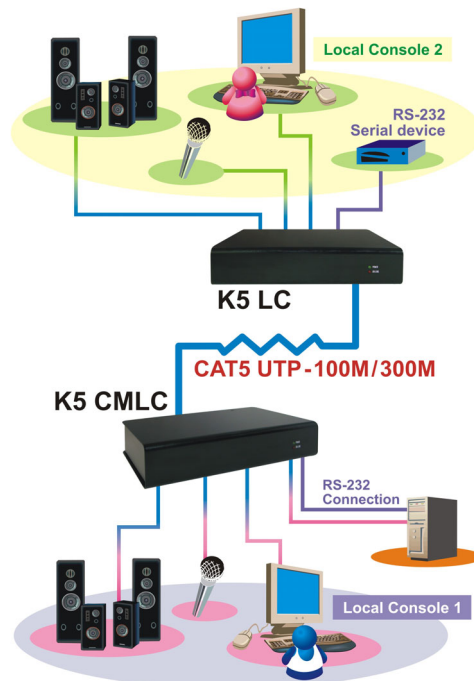 Local Console 2
RS-232
Serial device
K5 LC
CAT5 UTP-100M/300M
K5 CMLC
RS-232
Connection
Local Console 1